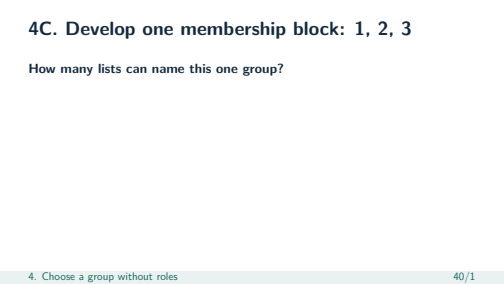 4C. Develop one membership block: 1, 2, 3
How many lists can name this one group?
4. Choose a group without roles
40/1